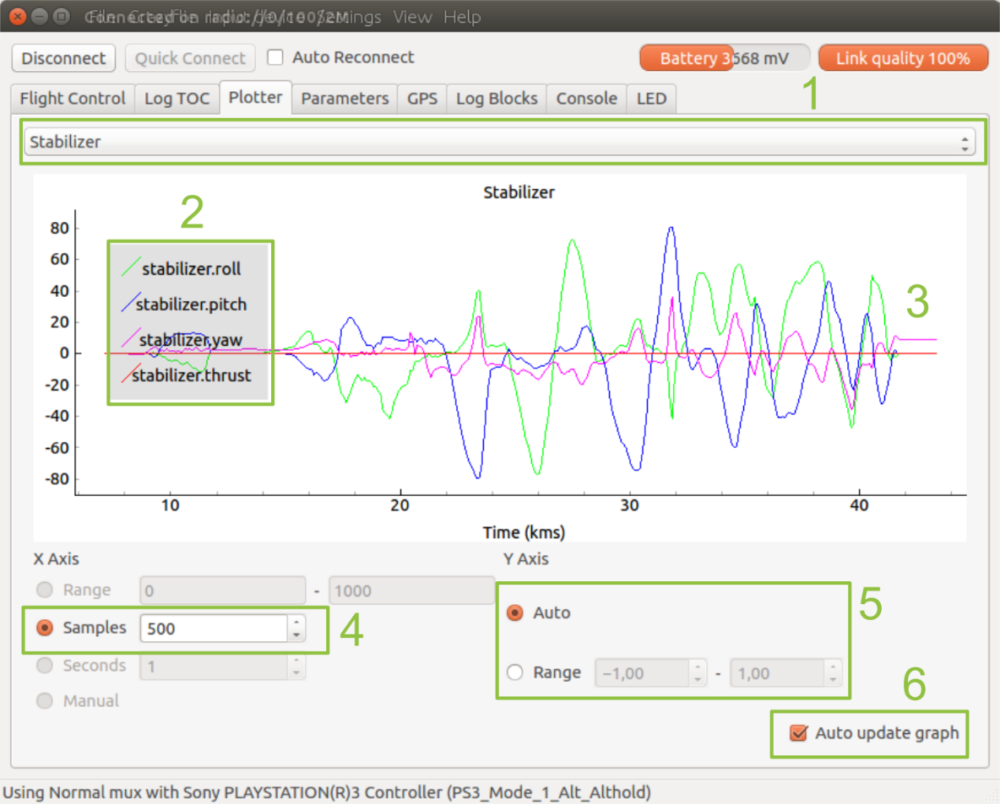 Connected on radio://0/100/2M
File Crazyflie Input device Settings View Help
Disconnect Quick Connect Auto Reconnect Battery 3668 mV Link quality 100%
1
Flight Control Log TOC Plotter Parameters GPS Log Blocks Console LED
Stabilizer
Stabilizer
2
80
60
40
20
0
-20
-40
-60
-80
stabilizer.roll
stabilizer.pitch
stabilizer.yaw
stabilizer.thrust
3
10 20 30 40
Time (kms)
X Axis
Range 0 - 1000
Samples 500
4
Seconds 1
Manual
Y Axis
Auto
5
Range −1,00 - 1,00
6
Auto update graph
Using Normal mux with Sony PLAYSTATION(R)3 Controller (PS3_Mode_1_Alt_Althold)